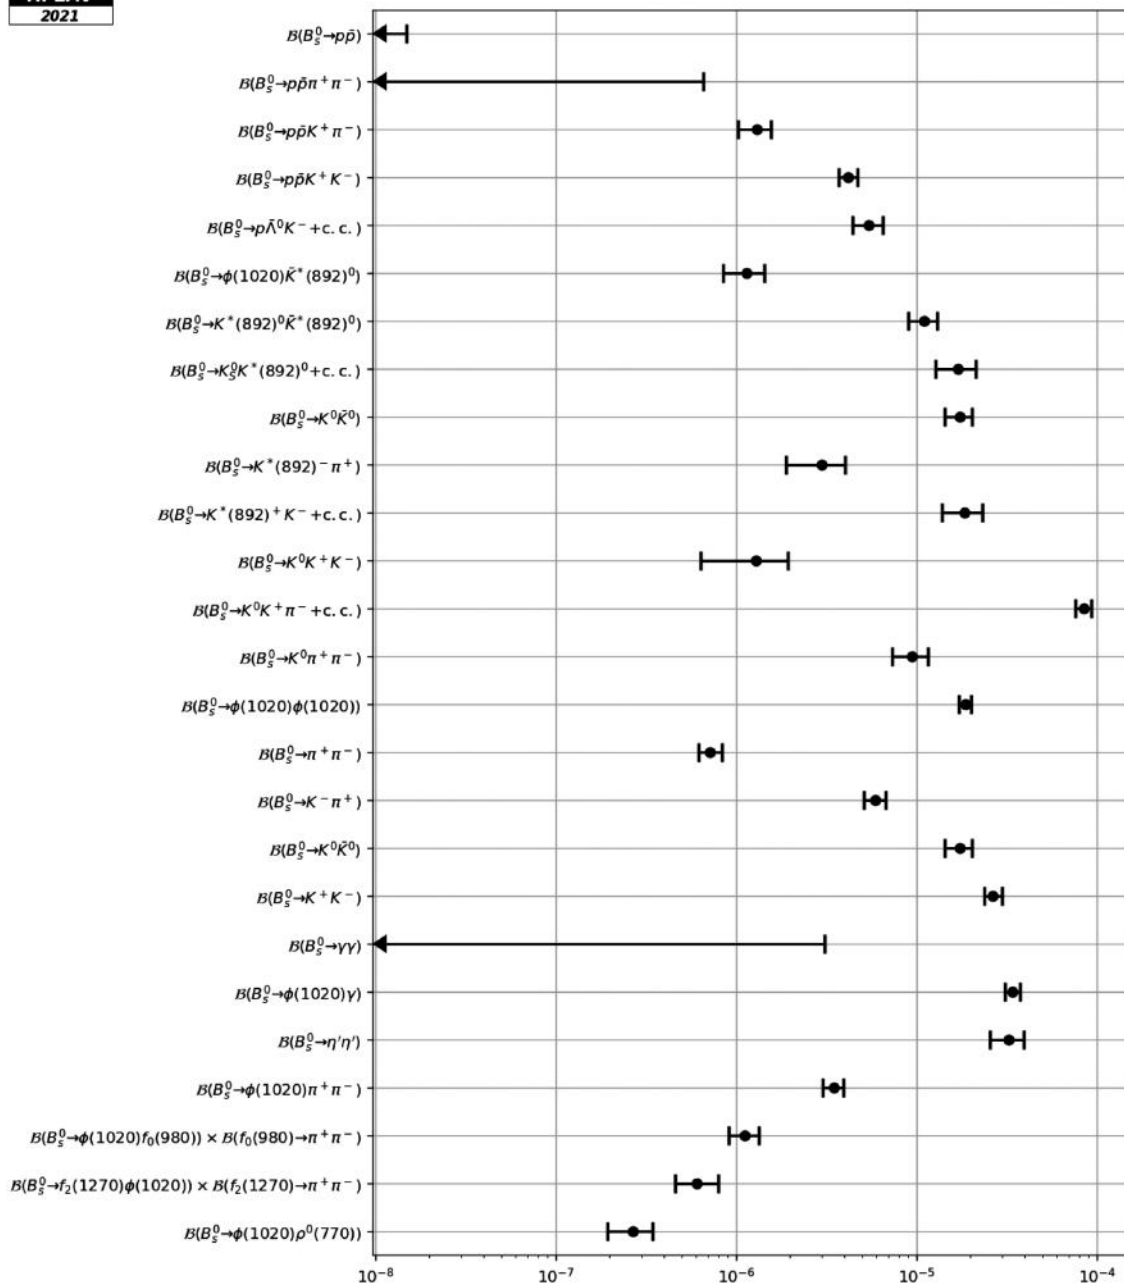 2021
𝓑(B⁰ₛ→pp̄)
𝓑(B⁰ₛ→pp̄π⁺π⁻)
𝓑(B⁰ₛ→pp̄K⁺π⁻)
𝓑(B⁰ₛ→pp̄K⁺K⁻)
𝓑(B⁰ₛ→pΛ̄⁰K⁻+c.c.)
𝓑(B⁰ₛ→ϕ(1020)K̄*(892)⁰)
𝓑(B⁰ₛ→K*(892)⁰K̄*(892)⁰)
𝓑(B⁰ₛ→K⁰_S K*(892)⁰+c.c.)
𝓑(B⁰ₛ→K⁰K̄⁰)
𝓑(B⁰ₛ→K*(892)⁻π⁺)
𝓑(B⁰ₛ→K*(892)⁺K⁻+c.c.)
𝓑(B⁰ₛ→K⁰K⁺K⁻)
𝓑(B⁰ₛ→K⁰K⁺π⁻+c.c.)
𝓑(B⁰ₛ→K⁰π⁺π⁻)
𝓑(B⁰ₛ→ϕ(1020)ϕ(1020))
𝓑(B⁰ₛ→π⁺π⁻)
𝓑(B⁰ₛ→K⁻π⁺)
𝓑(B⁰ₛ→K⁰K̄⁰)
𝓑(B⁰ₛ→K⁺K⁻)
𝓑(B⁰ₛ→γγ)
𝓑(B⁰ₛ→ϕ(1020)γ)
𝓑(B⁰ₛ→η′η′)
𝓑(B⁰ₛ→ϕ(1020)π⁺π⁻)
𝓑(B⁰ₛ→ϕ(1020)f₀(980)) × 𝓑(f₀(980)→π⁺π⁻)
𝓑(B⁰ₛ→f₂(1270)ϕ(1020)) × 𝓑(f₂(1270)→π⁺π⁻)
𝓑(B⁰ₛ→ϕ(1020)ρ⁰(770))
10⁻⁸ 10⁻⁷ 10⁻⁶ 10⁻⁵ 10⁻⁴